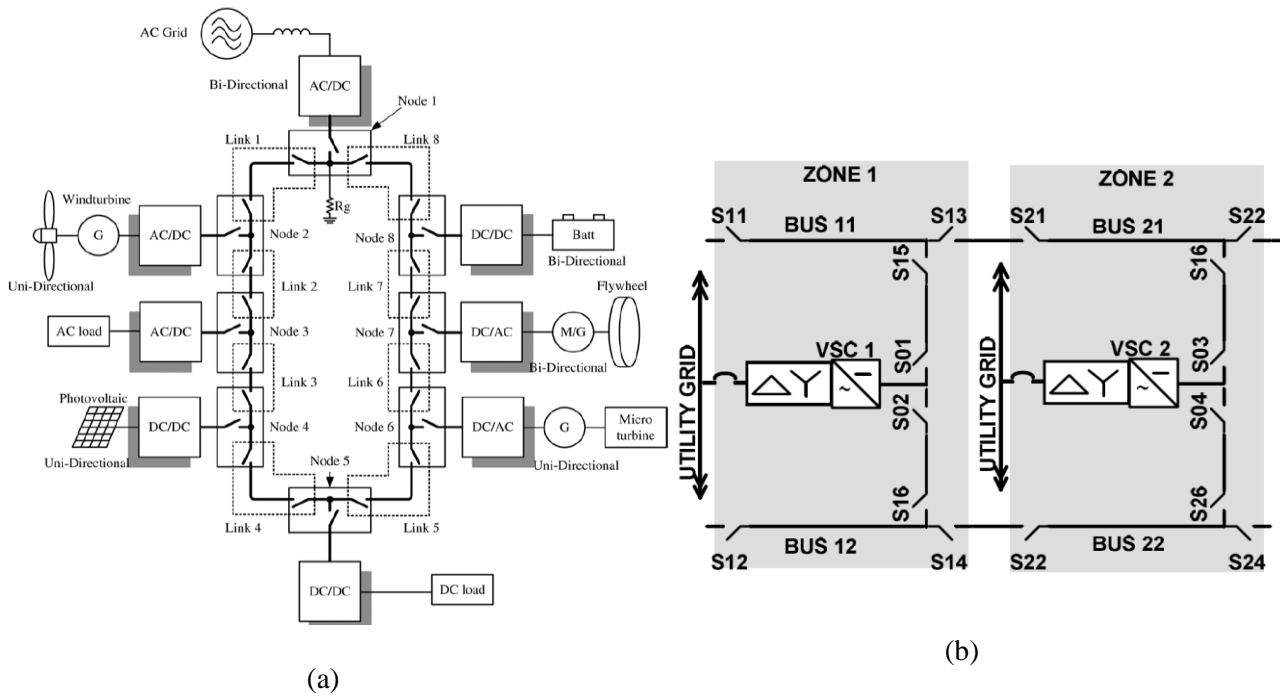 AC Grid
Bi-Directional
AC/DC
Node 1
Link 1
Link 8
Rg
Windturbine
G
AC/DC
Uni-Directional
Node 2
Node 8
DC/DC
Batt
Bi-Directional
Link 2
Link 7
Flywheel
AC load
AC/DC
Node 3
Node 7
DC/AC
M/G
Bi-Directional
Link 3
Link 6
Photovoltaic
DC/DC
Uni-Directional
Node 4
Node 6
DC/AC
G
Micro
turbine
Uni-Directional
Node 5
Link 4
Link 5
DC/DC
DC load
(a)
ZONE 1
ZONE 2
S11
BUS 11
S13
S21
BUS 21
S22
S15
S16
UTILITY GRID
VSC 1
S01
S02
UTILITY GRID
VSC 2
S03
S04
S16
S26
S12
BUS 12
S14
S22
BUS 22
S24
(b)